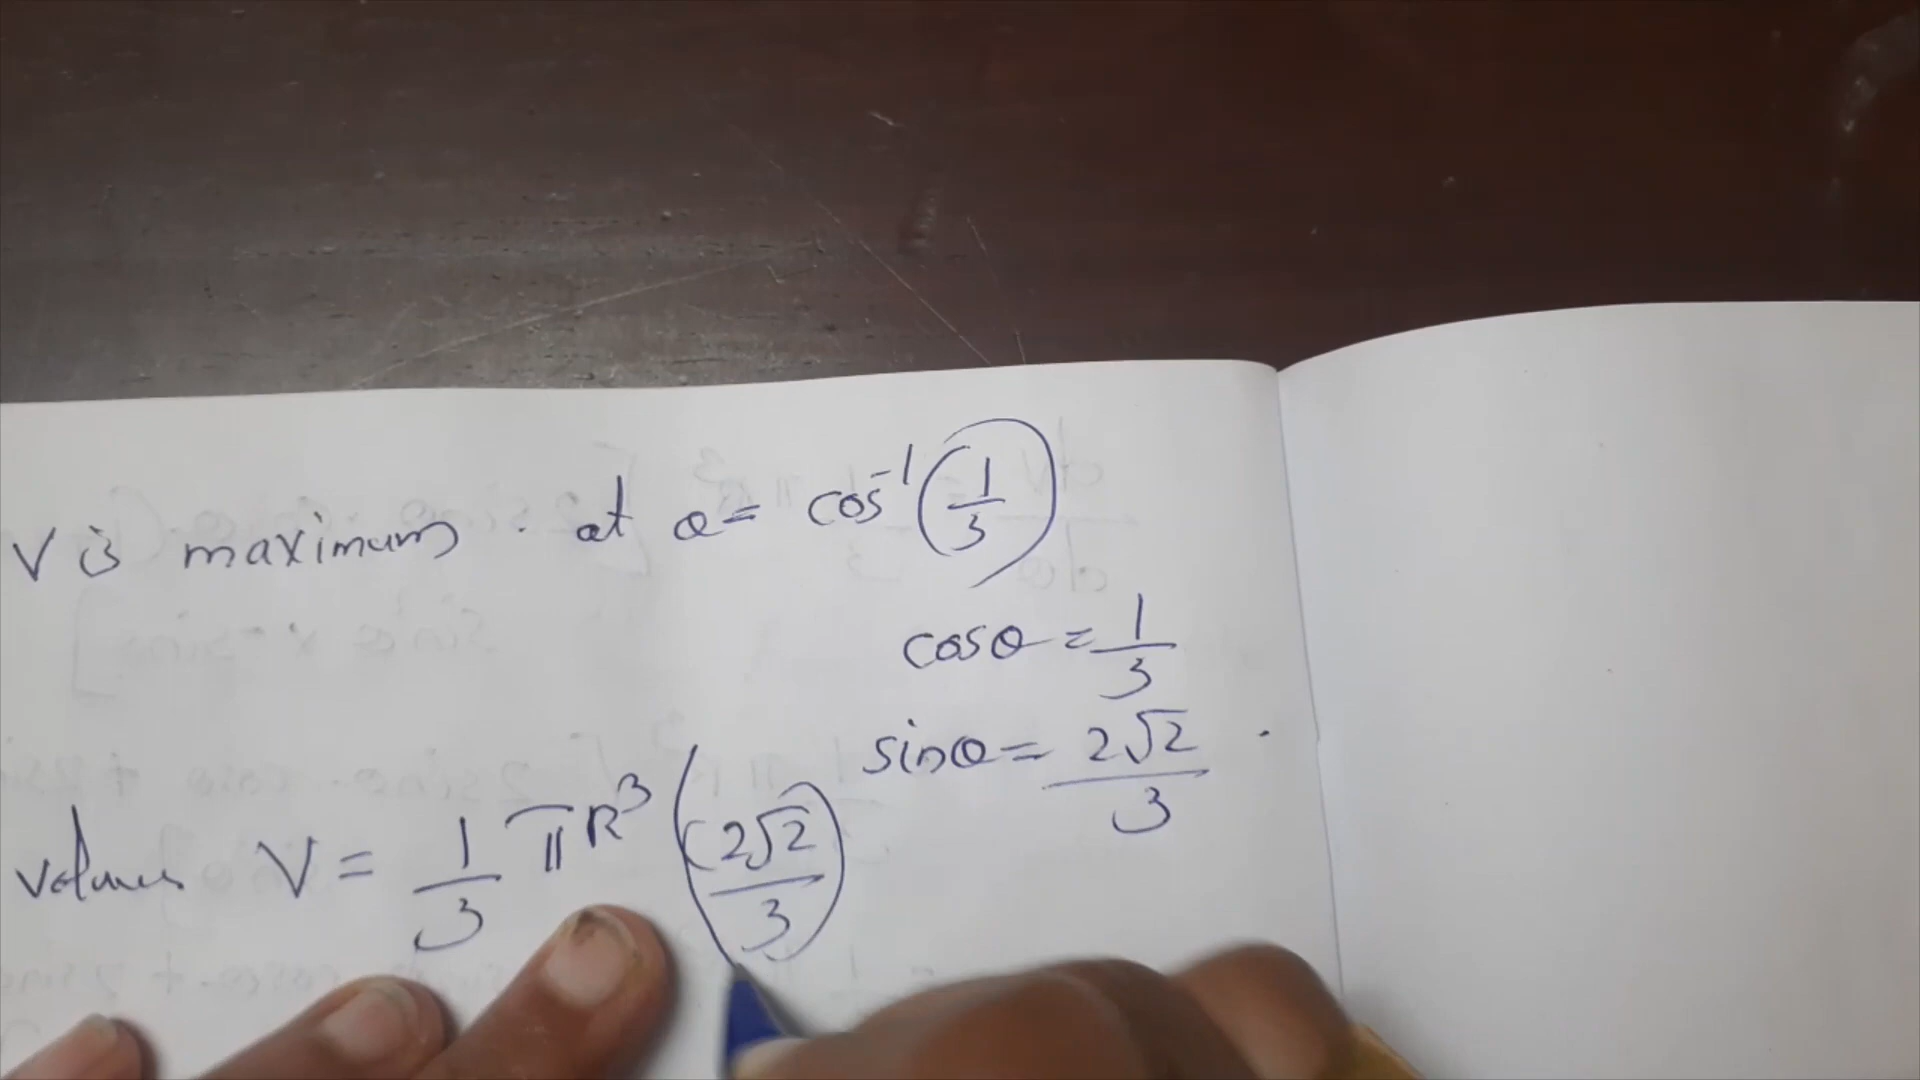 V is maximum . at θ = cos⁻¹(1/3)
cosθ = 1/3
sinθ = 2√2/3 .
volume V = 1/3 πR³ ((2√2/3)